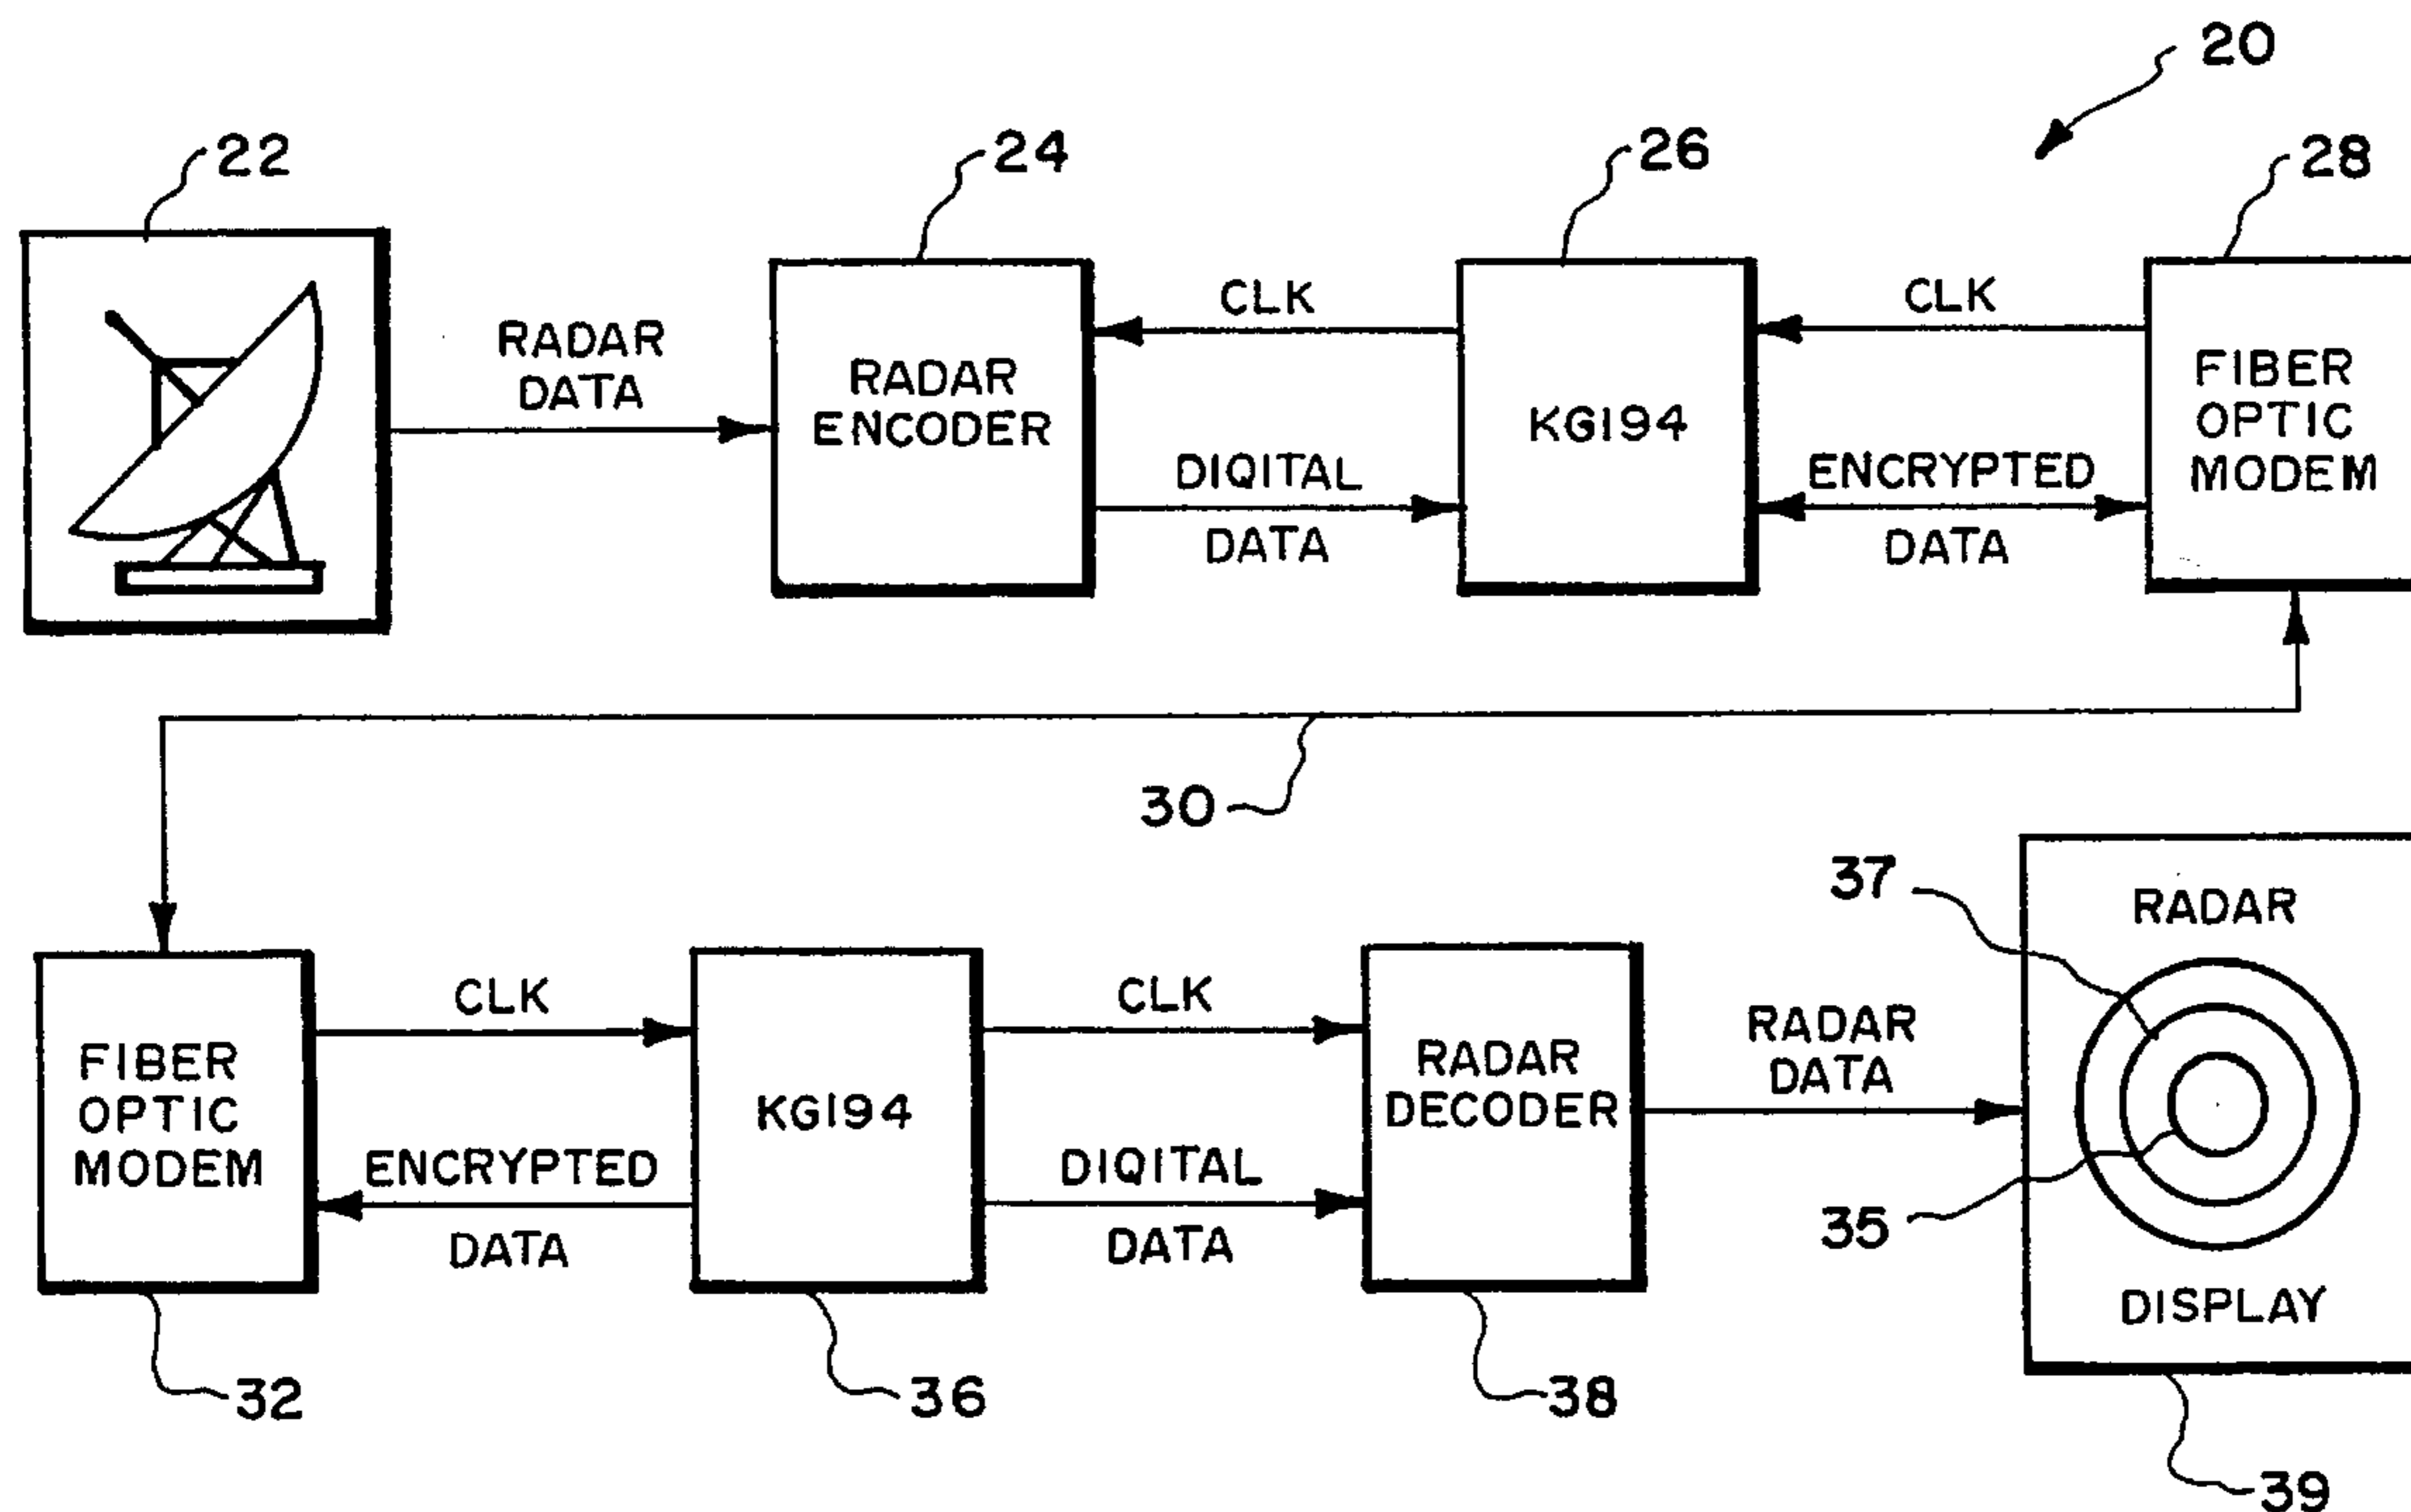 20
22
24
26
28
RADAR
DATA
RADAR
ENCODER
CLK
DIQITAL
DATA
KG194
CLK
ENCRYPTED
DATA
FIBER
OPTIC
MODEM
30
FIBER
OPTIC
MODEM
CLK
ENCRYPTED
DATA
KG194
CLK
DIQITAL
DATA
RADAR
DECODER
RADAR
DATA
37
35
RADAR
DISPLAY
32
36
38
39